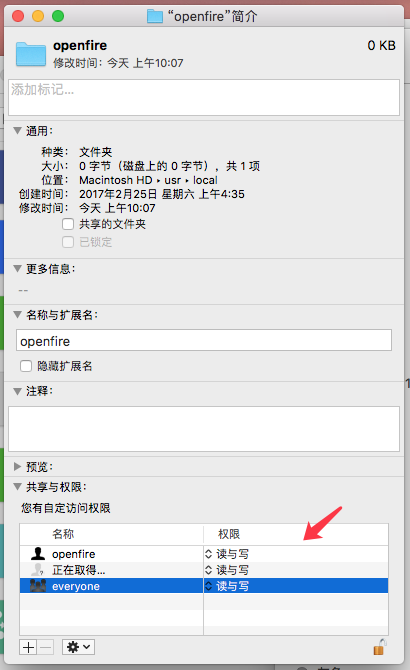 “openfire”简介
openfire 0 KB
修改时间：今天 上午10:07
添加标记...
通用：
种类： 文件夹
大小： 0 字节（磁盘上的 0 字节），共 1 项
位置： Macintosh HD ▸ usr ▸ local
创建时间： 2017年2月25日 星期六 上午4:35
修改时间： 今天 上午10:07
共享的文件夹
已锁定
更多信息：
--
名称与扩展名：
openfire
隐藏扩展名
注释：
预览：
共享与权限：
您有自定访问权限
名称 权限
openfire 读与写
正在取得... 读与写
everyone 读与写